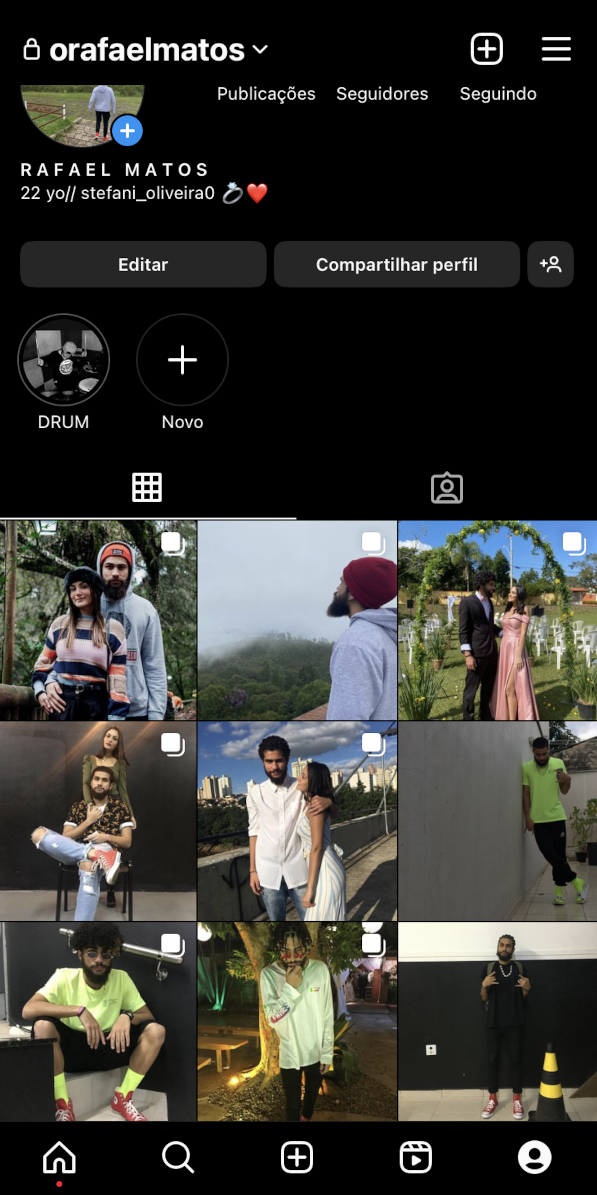 orafaelmatos
Publicações Seguidores Seguindo
RAFAEL MATOS
22 yo// stefani_oliveira0 💍❤️
Editar Compartilhar perfil
DRUM Novo